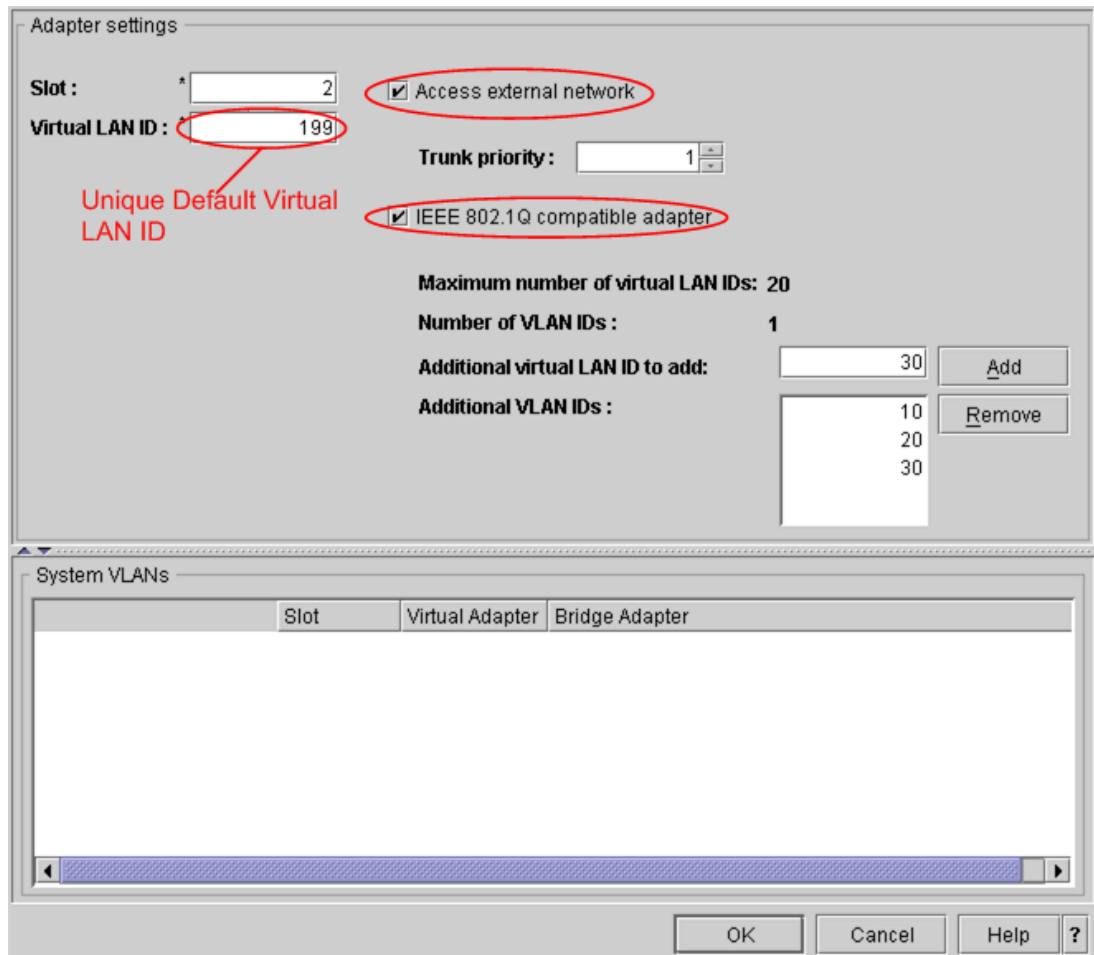 Adapter settings
Slot : * 2
Access external network
Virtual LAN ID : * 199
Trunk priority : 1
Unique Default Virtual
LAN ID
IEEE 802.1Q compatible adapter
Maximum number of virtual LAN IDs: 20
Number of VLAN IDs : 1
Additional virtual LAN ID to add: 30 Add
Additional VLAN IDs : 10 Remove
20
30
System VLANs
Slot Virtual Adapter Bridge Adapter
OK Cancel Help ?